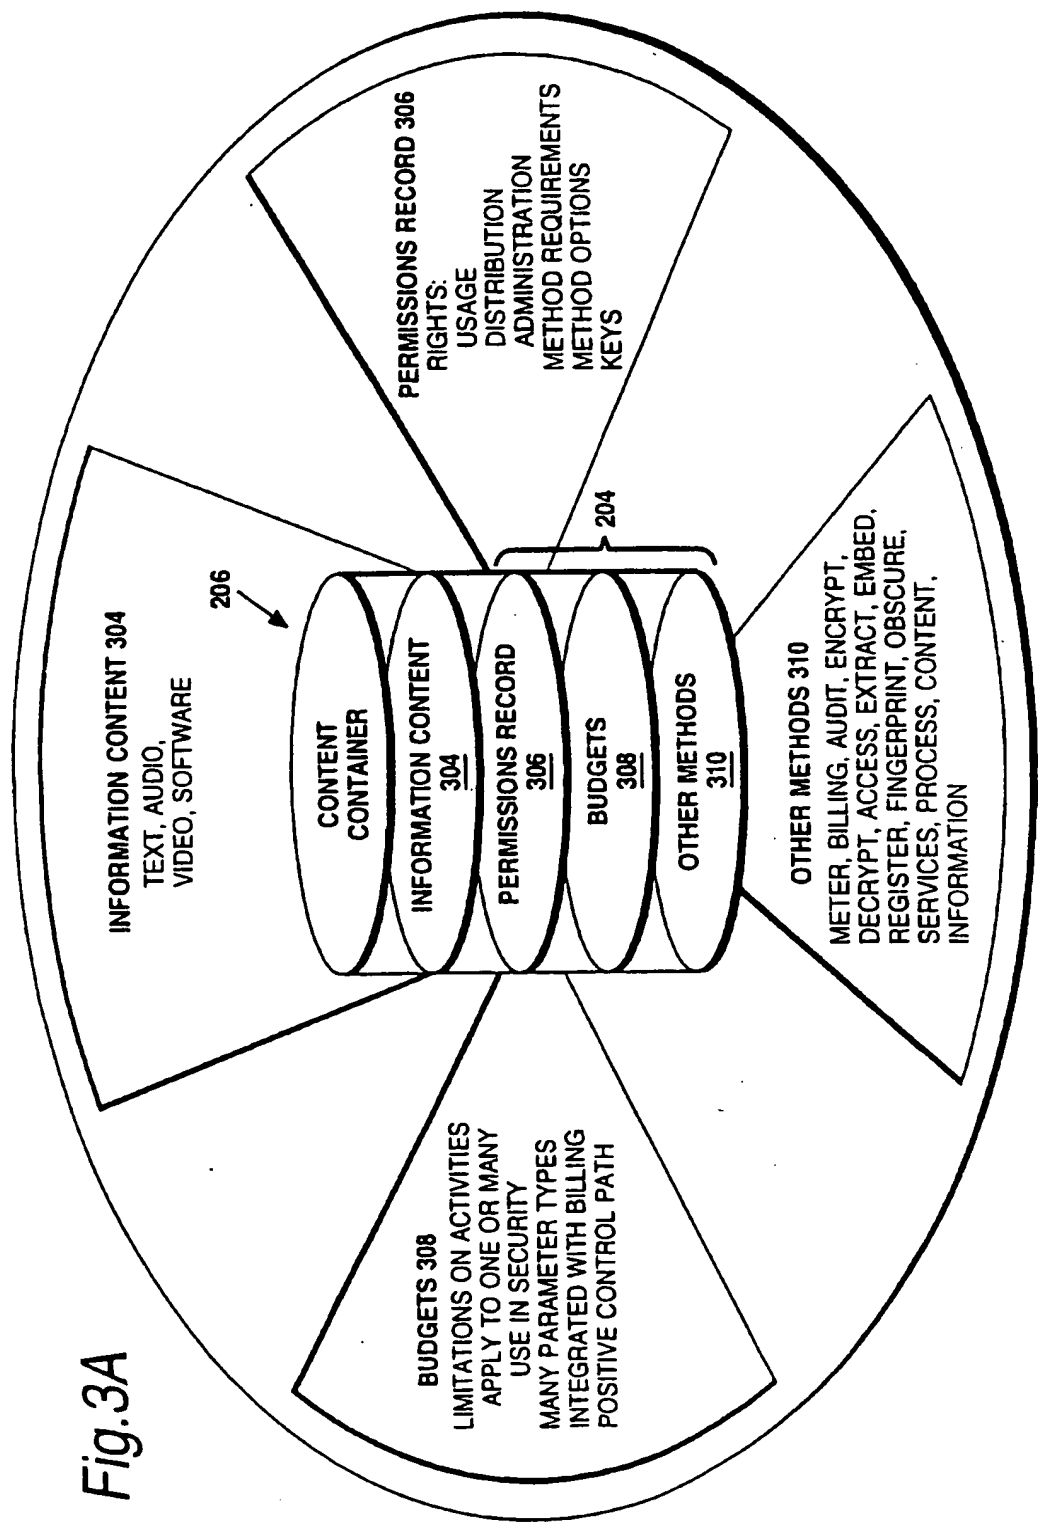 Fig.3A
INFORMATION CONTENT 304
TEXT, AUDIO,
VIDEO, SOFTWARE
206
CONTENT
CONTAINER
INFORMATION CONTENT
304
PERMISSIONS RECORD
306
BUDGETS
308
OTHER METHODS
310
204
BUDGETS 308
LIMITATIONS ON ACTIVITIES
APPLY TO ONE OR MANY
USE IN SECURITY
MANY PARAMETER TYPES
INTEGRATED WITH BILLING
POSITIVE CONTROL PATH
PERMISSIONS RECORD 306
RIGHTS:
USAGE
DISTRIBUTION
ADMINISTRATION
METHOD REQUIREMENTS
METHOD OPTIONS
KEYS
OTHER METHODS 310
METER, BILLING, AUDIT, ENCRYPT,
DECRYPT, ACCESS, EXTRACT, EMBED,
REGISTER, FINGERPRINT, OBSCURE,
SERVICES, PROCESS, CONTENT,
INFORMATION